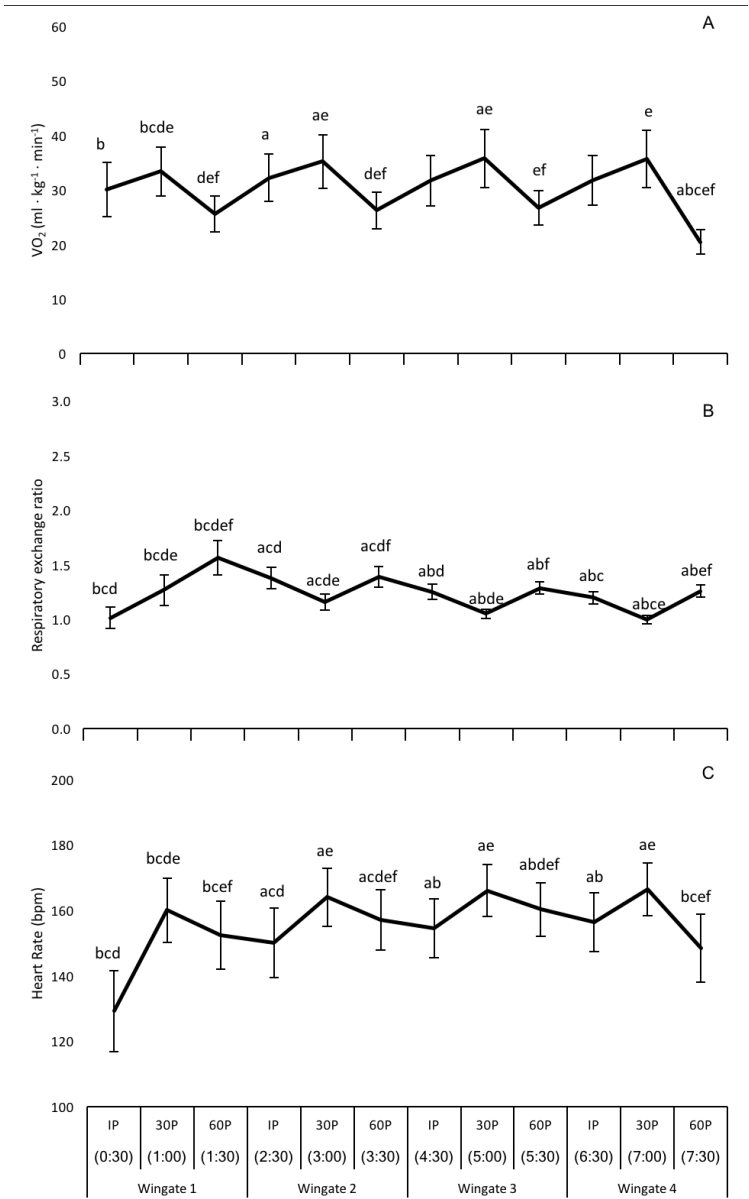 A
60
50
40
30
20
10
0
VO2 (ml · kg-1 · min-1)
b
bcde
def
a
ae
def
ae
ef
e
abcef
B
3.0
2.5
2.0
1.5
1.0
0.5
0.0
Respiratory exchange ratio
bcd
bcde
bcdef
acd
acde
acdf
abd
abde
abf
abc
abce
abef
C
200
180
160
140
120
100
Heart Rate (bpm)
bcd
bcde
bcef
acd
ae
acdef
ab
ae
abdef
ab
ae
bcef
IP 30P 60P IP 30P 60P IP 30P 60P IP 30P 60P
(0:30) (1:00) (1:30) (2:30) (3:00) (3:30) (4:30) (5:00) (5:30) (6:30) (7:00) (7:30)
Wingate 1 Wingate 2 Wingate 3 Wingate 4